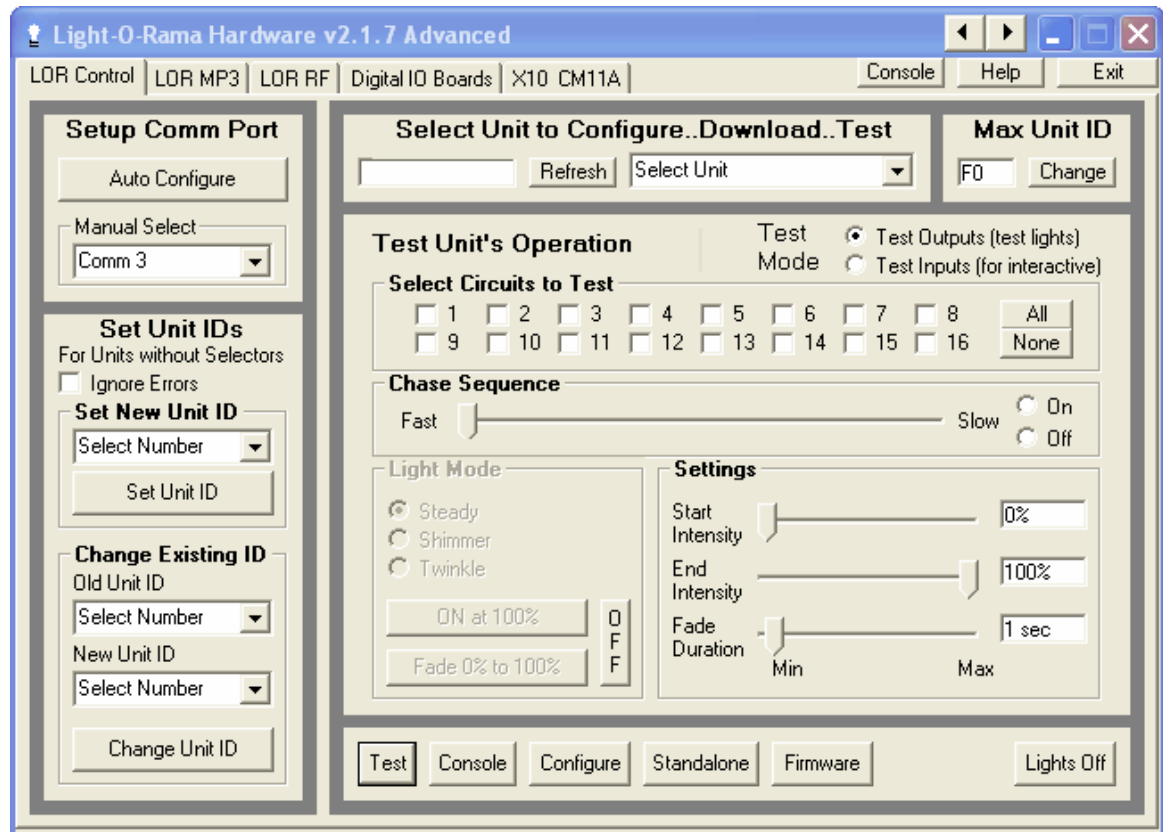 Light-O-Rama Hardware v2.1.7 Advanced
LOR Control LOR MP3 LOR RF Digital IO Boards X10 CM11A Console Help Exit
Setup Comm Port
Auto Configure
Manual Select
Comm 3
Set Unit IDs
For Units without Selectors
Ignore Errors
Set New Unit ID
Select Number
Set Unit ID
Change Existing ID
Old Unit ID
Select Number
New Unit ID
Select Number
Change Unit ID
Select Unit to Configure..Download..Test
Refresh Select Unit
Max Unit ID
F0 Change
Test Unit's Operation
Test Mode
Test Outputs (test lights)
Test Inputs (for interactive)
Select Circuits to Test
1 2 3 4 5 6 7 8 All
9 10 11 12 13 14 15 16 None
Chase Sequence
Fast Slow
On
Off
Light Mode
Steady
Shimmer
Twinkle
ON at 100%
Fade 0% to 100%
OFF
Settings
Start Intensity 0%
End Intensity 100%
Fade Duration 1 sec
Min Max
Test Console Configure Standalone Firmware Lights Off